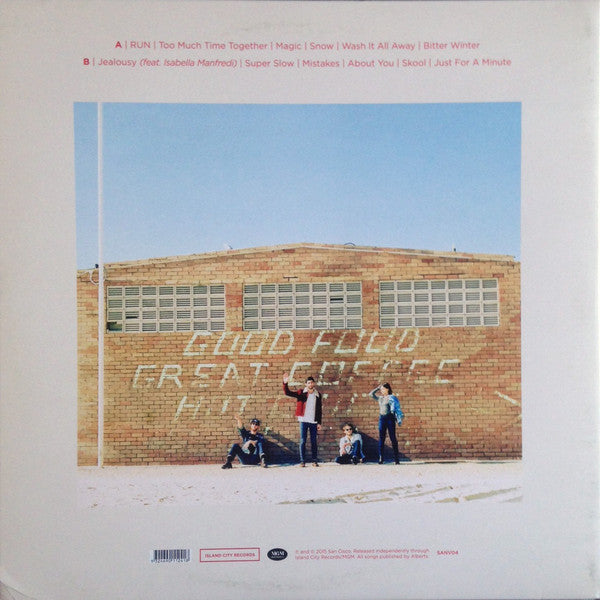 A | RUN | Too Much Time Together | Magic | Snow | Wash It All Away | Bitter Winter
B | Jealousy (feat. Isabella Manfredi) | Super Slow | Mistakes | About You | Skool | Just For A Minute
GOOD FOOD
GREAT COFFEE
HOT
ISLAND CITY RECORDS
MGM
℗ and © 2015 San Cisco. Released independently through
Island City Records/MGM. All songs published by Alberts.
SANV04